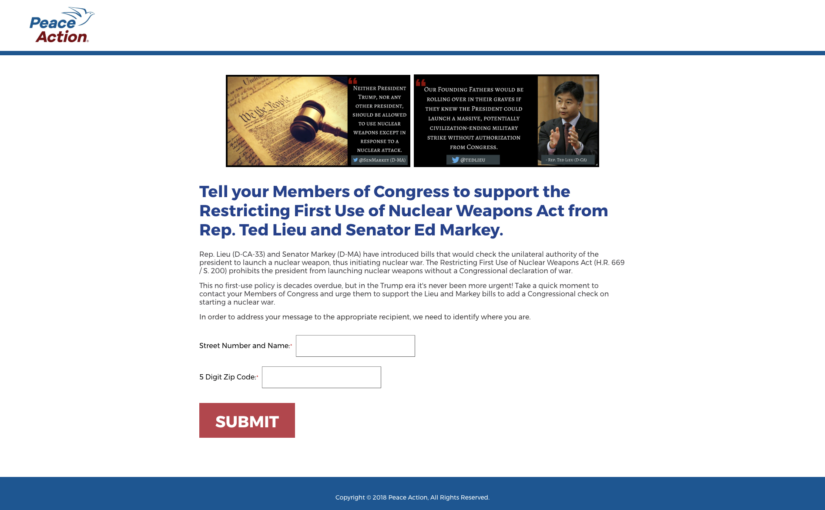 Peace
Action
We the People
NEITHER PRESIDENT
TRUMP, NOR ANY
OTHER PRESIDENT,
SHOULD BE ALLOWED
TO USE NUCLEAR
WEAPONS EXCEPT IN
RESPONSE TO A
NUCLEAR ATTACK.
@SENMARKEY (D-MA)
OUR FOUNDING FATHERS WOULD BE
ROLLING OVER IN THEIR GRAVES IF
THEY KNEW THE PRESIDENT COULD
LAUNCH A MASSIVE, POTENTIALLY
CIVILIZATION-ENDING MILITARY
STRIKE WITHOUT AUTHORIZATION
FROM CONGRESS.
@TEDLIEU
REP. TED LIEU (D-CA)
Tell your Members of Congress to support the
Restricting First Use of Nuclear Weapons Act from
Rep. Ted Lieu and Senator Ed Markey.
Rep. Lieu (D-CA-33) and Senator Markey (D-MA) have introduced bills that would check the unilateral authority of the
president to launch a nuclear weapon, thus initiating nuclear war. The Restricting First Use of Nuclear Weapons Act (H.R. 669
/ S. 200) prohibits the president from launching nuclear weapons without a Congressional declaration of war.
This no first-use policy is decades overdue, but in the Trump era it's never been more urgent! Take a quick moment to
contact your Members of Congress and urge them to support the Lieu and Markey bills to add a Congressional check on
starting a nuclear war.
In order to address your message to the appropriate recipient, we need to identify where you are.
Street Number and Name:*
5 Digit Zip Code:*
SUBMIT
Copyright © 2018 Peace Action, All Rights Reserved.